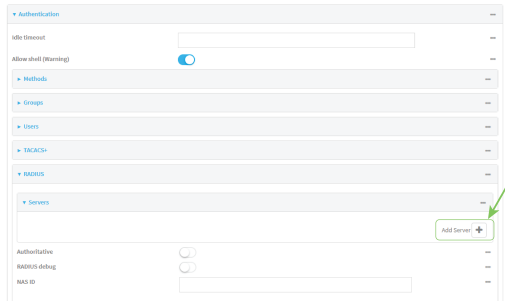 Authentication
Idle timeout
Allow shell (Warning)
Methods
Groups
Users
TACACS+
RADIUS
Servers
Add Server
Authoritative
RADIUS debug
NAS ID